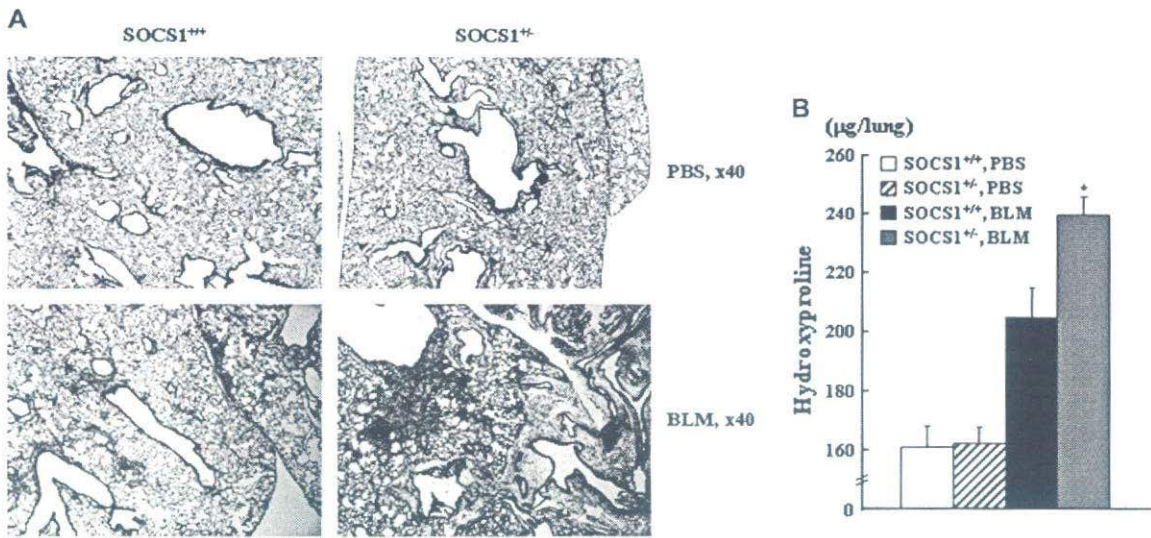 A
SOCS1+/+
SOCS1+/-
PBS, x40
BLM, x40
B
(μg/lung)
Hydroxyproline
260
240
220
200
180
160
0
SOCS1+/+, PBS
SOCS1+/-, PBS
SOCS1+/+, BLM
SOCS1+/-, BLM
*